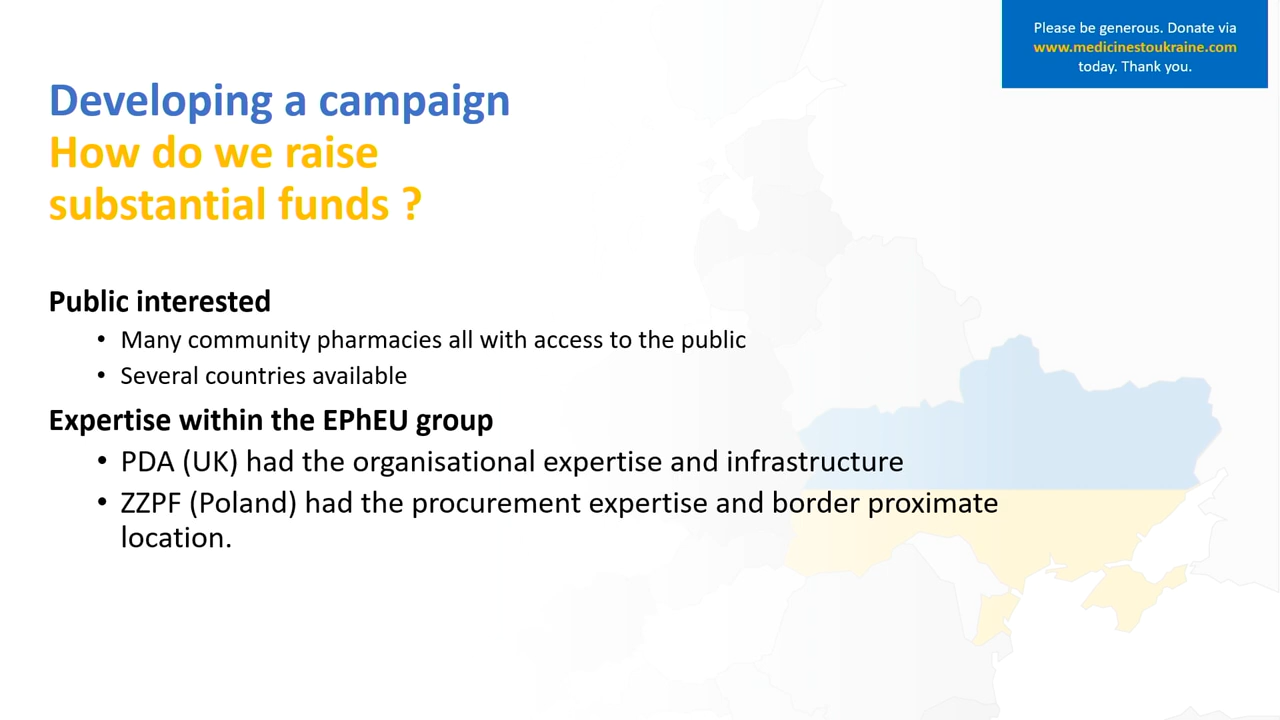 Please be generous. Donate via
www.medicinestoukraine.com
today. Thank you.
Developing a campaign
How do we raise
substantial funds ?
Public interested
• Many community pharmacies all with access to the public
• Several countries available
Expertise within the EPhEU group
• PDA (UK) had the organisational expertise and infrastructure
• ZZPF (Poland) had the procurement expertise and border proximate
location.